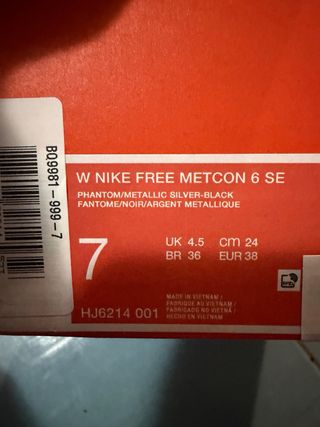 W NIKE FREE METCON 6 SE
PHANTOM/METALLIC SILVER-BLACK
FANTOME/NOIR/ARGENT METALLIQUE
7
UK 4.5 cm 24
BR 36 EUR 38
MADE IN VIETNAM /
FABRIQUÉ AU VIETNAM /
FABRICADO NO VIETNÃ /
HECHO EN VIETNAM
HJ6214 001
BQ9981-999-7